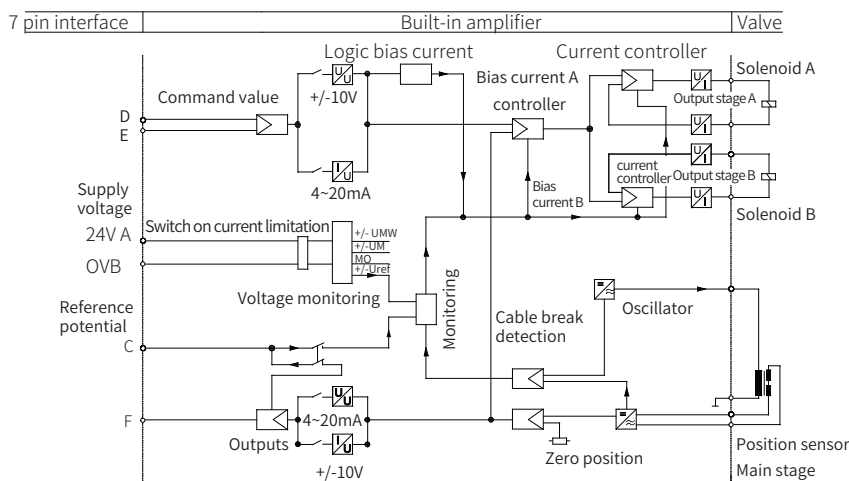 7 pin interface
Built-in amplifier
Valve
Logic bias current
Current controller
Command value
+/-10V
Bias current A
controller
Solenoid A
Output stage A
D
E
4~20mA
current
controller
Output stage B
Bias
current B
Solenoid B
Supply
voltage
24V A
OVB
Switch on current limitation
+/- UMW
+/-UM
MO
+/-Uref
Voltage monitoring
Monitoring
Reference
potential
Cable break
detection
Oscillator
C
F
4~20mA
Outputs
+/-10V
Zero position
Position sensor
Main stage
U
U
I
U
U
I
U
I
U
I
U
I
U
U
I
U